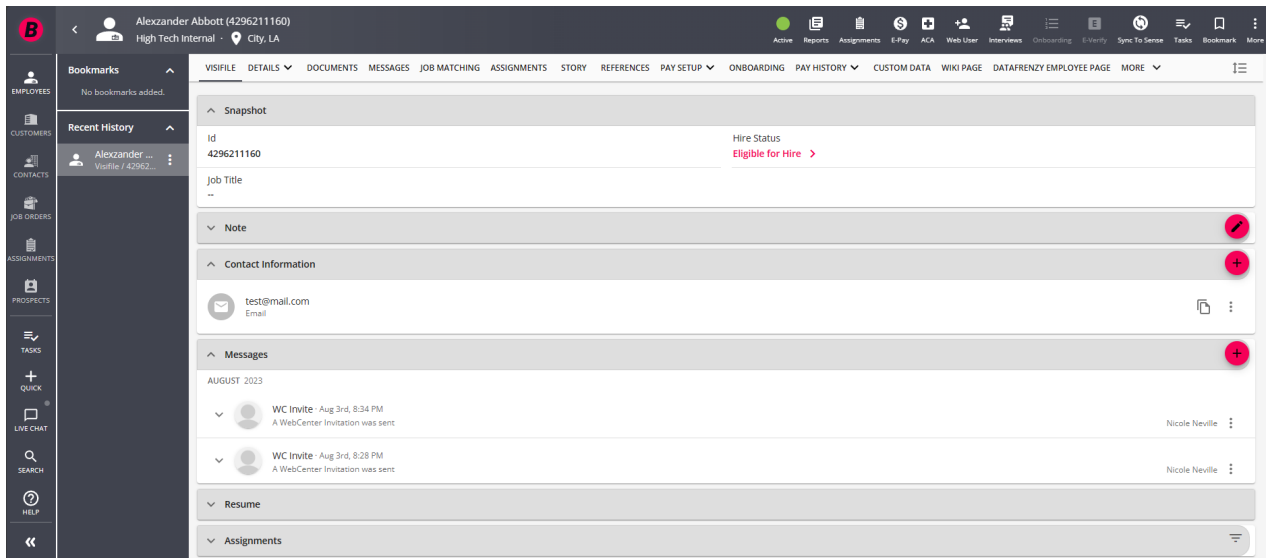 B
Alexzander Abbott (4296211160)
High Tech Internal · City, LA
Active Reports Assignments E-Pay ACA Web User Interviews Onboarding E-Verify Sync To Sense Tasks Bookmark More
EMPLOYEES
CUSTOMERS
CONTACTS
JOB ORDERS
ASSIGNMENTS
PROSPECTS
TASKS
QUICK
LIVE CHAT
SEARCH
HELP
Bookmarks
No bookmarks added.
Recent History
Alexzander ...
Visifile / 42962...
VISIFILE DETAILS DOCUMENTS MESSAGES JOB MATCHING ASSIGNMENTS STORY REFERENCES PAY SETUP ONBOARDING PAY HISTORY CUSTOM DATA WIKI PAGE DATAFRENZY EMPLOYEE PAGE MORE
Snapshot
Id Hire Status
4296211160 Eligible for Hire
Job Title
--
Note
Contact Information
test@mail.com
Email
Messages
AUGUST 2023
WC Invite · Aug 3rd, 8:34 PM
A WebCenter Invitation was sent Nicole Neville
WC Invite · Aug 3rd, 8:28 PM
A WebCenter Invitation was sent Nicole Neville
Resume
Assignments